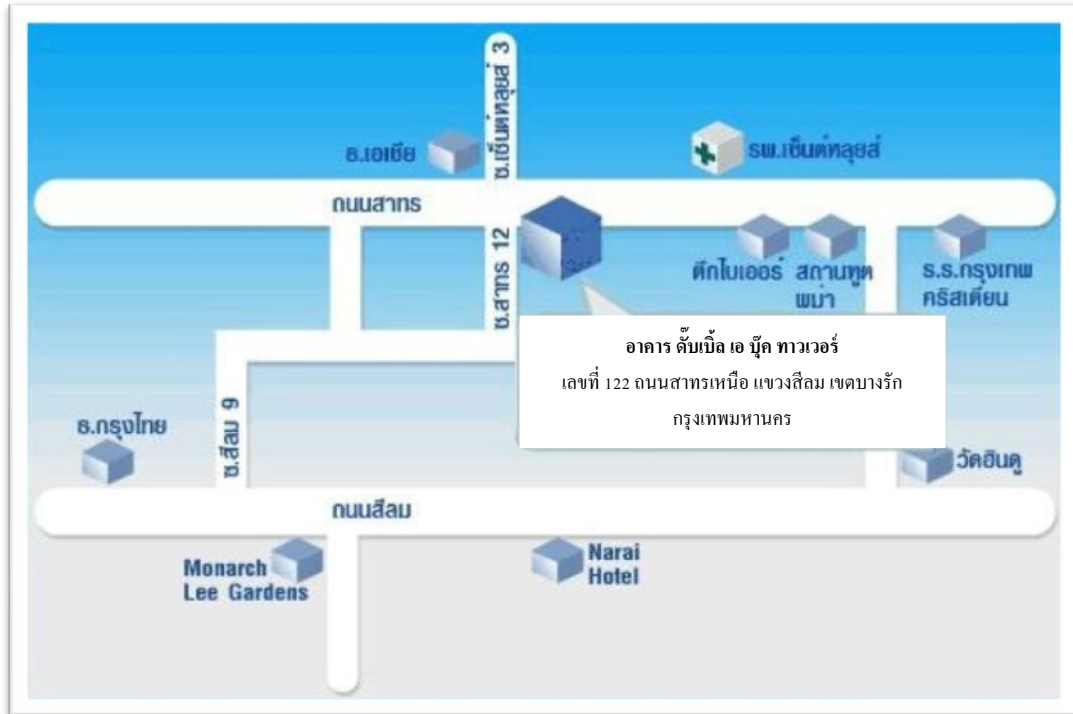 ซ.เซ็นต์หลุยส์ 3
ธ.เอเชีย
รพ.เซ็นต์หลุยส์
ถนนสาทร
ซ.สาทร 12
ตึกไบเออร์
สถานทูต
พม่า
ร.ร.กรุงเทพ
คริสเตียน
อาคาร ดั๊บเบิ้ล เอ บุ๊ค ทาวเวอร์
เลขที่ 122 ถนนสาทรเหนือ แขวงสีลม เขตบางรัก
กรุงเทพมหานคร
ธ.กรุงไทย
ซ.สีลม 9
วัดฮินดู
ถนนสีลม
Monarch
Lee Gardens
Narai
Hotel